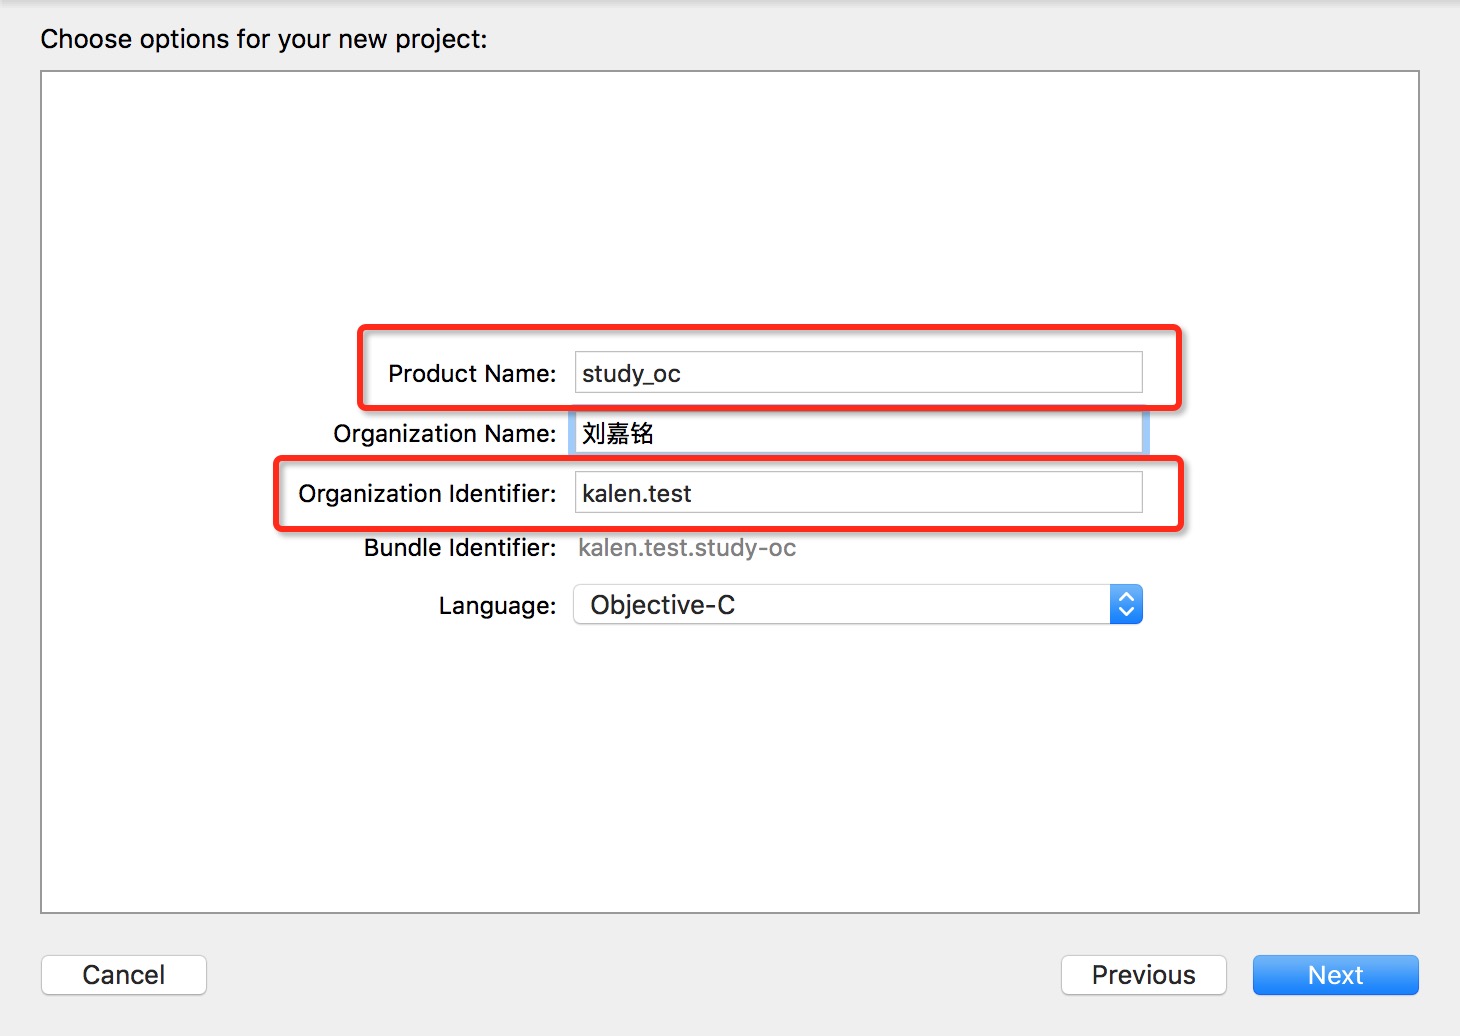 Choose options for your new project:
Product Name: study_oc
Organization Name: 刘嘉铭
Organization Identifier: kalen.test
Bundle Identifier: kalen.test.study-oc
Language: Objective-C
Cancel Previous Next